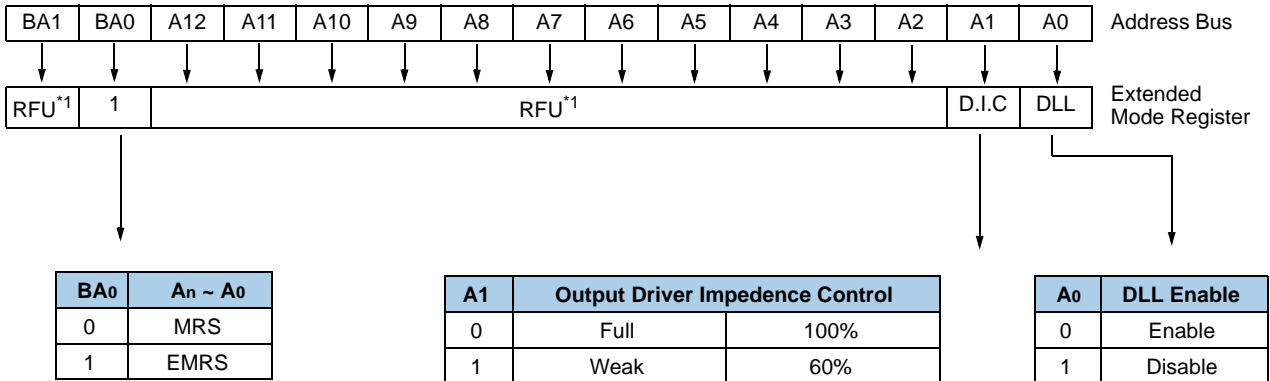 BA1 BA0 A12 A11 A10 A9 A8 A7 A6 A5 A4 A3 A2 A1 A0 Address Bus
RFU*1 1 RFU*1 D.I.C DLL Extended
Mode Register
BA0 An ~ A0
0 MRS
1 EMRS
A1 Output Driver Impedence Control
0 Full 100%
1 Weak 60%
A0 DLL Enable
0 Enable
1 Disable